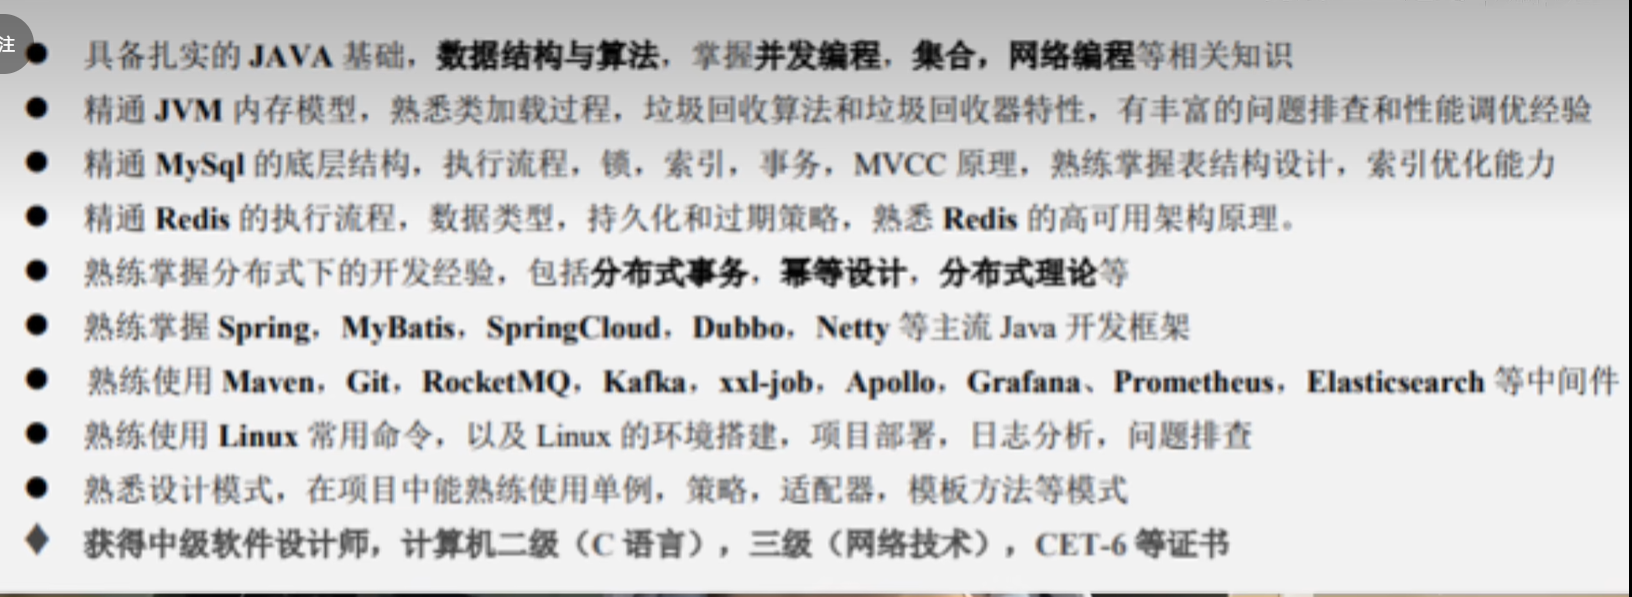 注
● 具备扎实的 JAVA 基础，数据结构与算法，掌握并发编程，集合，网络编程等相关知识
● 精通 JVM 内存模型，熟悉类加载过程，垃圾回收算法和垃圾回收器特性，有丰富的问题排查和性能调优经验
● 精通 MySql 的底层结构，执行流程，锁，索引，事务，MVCC 原理，熟练掌握表结构设计，索引优化能力
● 精通 Redis 的执行流程，数据类型，持久化和过期策略，熟悉 Redis 的高可用架构原理。
● 熟练掌握分布式下的开发经验，包括分布式事务，幂等设计，分布式理论等
● 熟练掌握 Spring，MyBatis，SpringCloud，Dubbo，Netty 等主流 Java 开发框架
● 熟练使用 Maven，Git，RocketMQ，Kafka，xxl-job，Apollo，Grafana、Prometheus，Elasticsearch 等中间件
● 熟练使用 Linux 常用命令，以及 Linux 的环境搭建，项目部署，日志分析，问题排查
● 熟悉设计模式，在项目中能熟练使用单例，策略，适配器，模板方法等模式
♦ 获得中级软件设计师，计算机二级（C 语言），三级（网络技术），CET-6 等证书